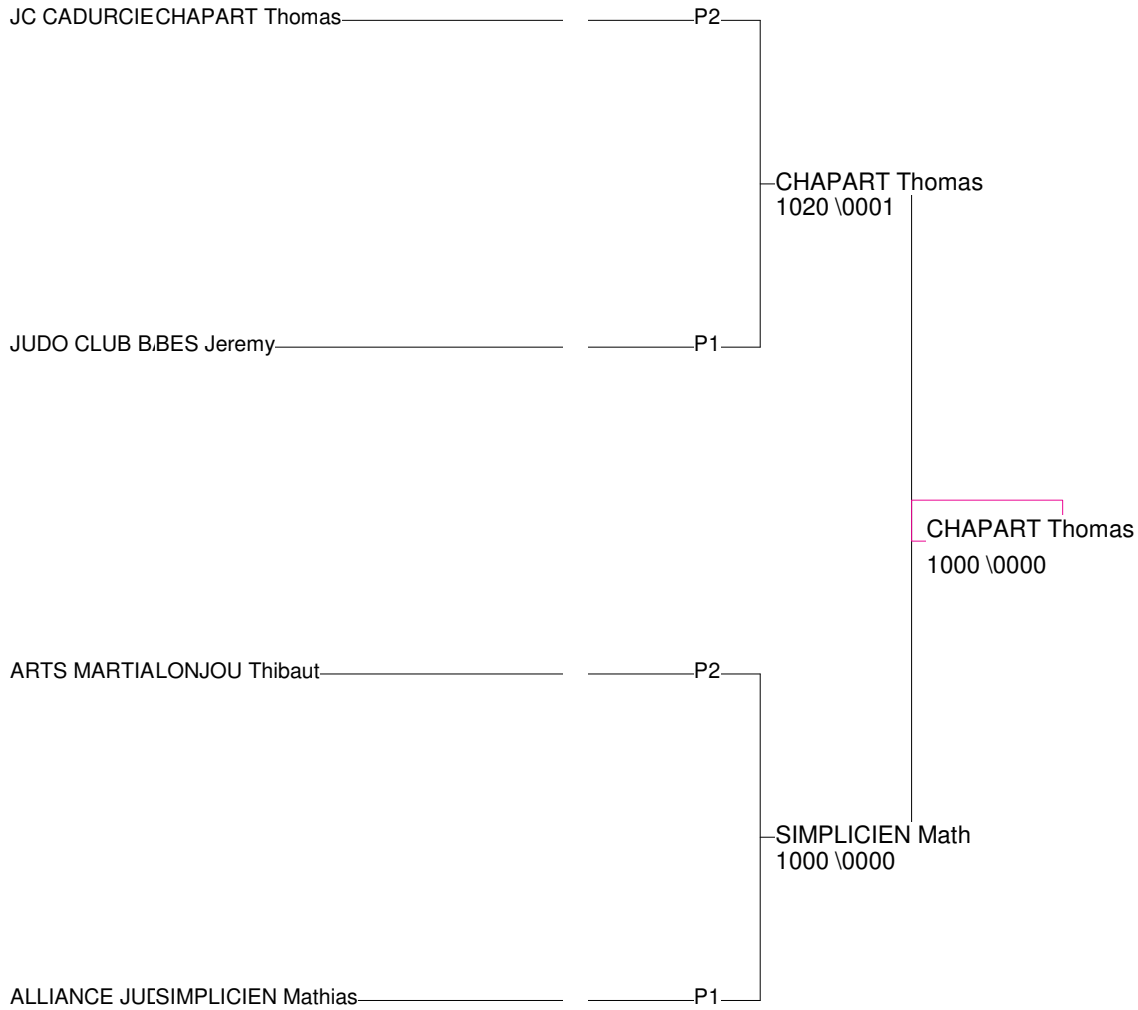 JC CADURCIECHAPART Thomas P2
CHAPART Thomas
1020 \0001
JUDO CLUB BABES Jeremy P1
CHAPART Thomas
1000 \0000
ARTS MARTIALONJOU Thibaut P2
SIMPLICIEN Math
1000 \0000
ALLIANCE JUDSIMPLICIEN Mathias P1